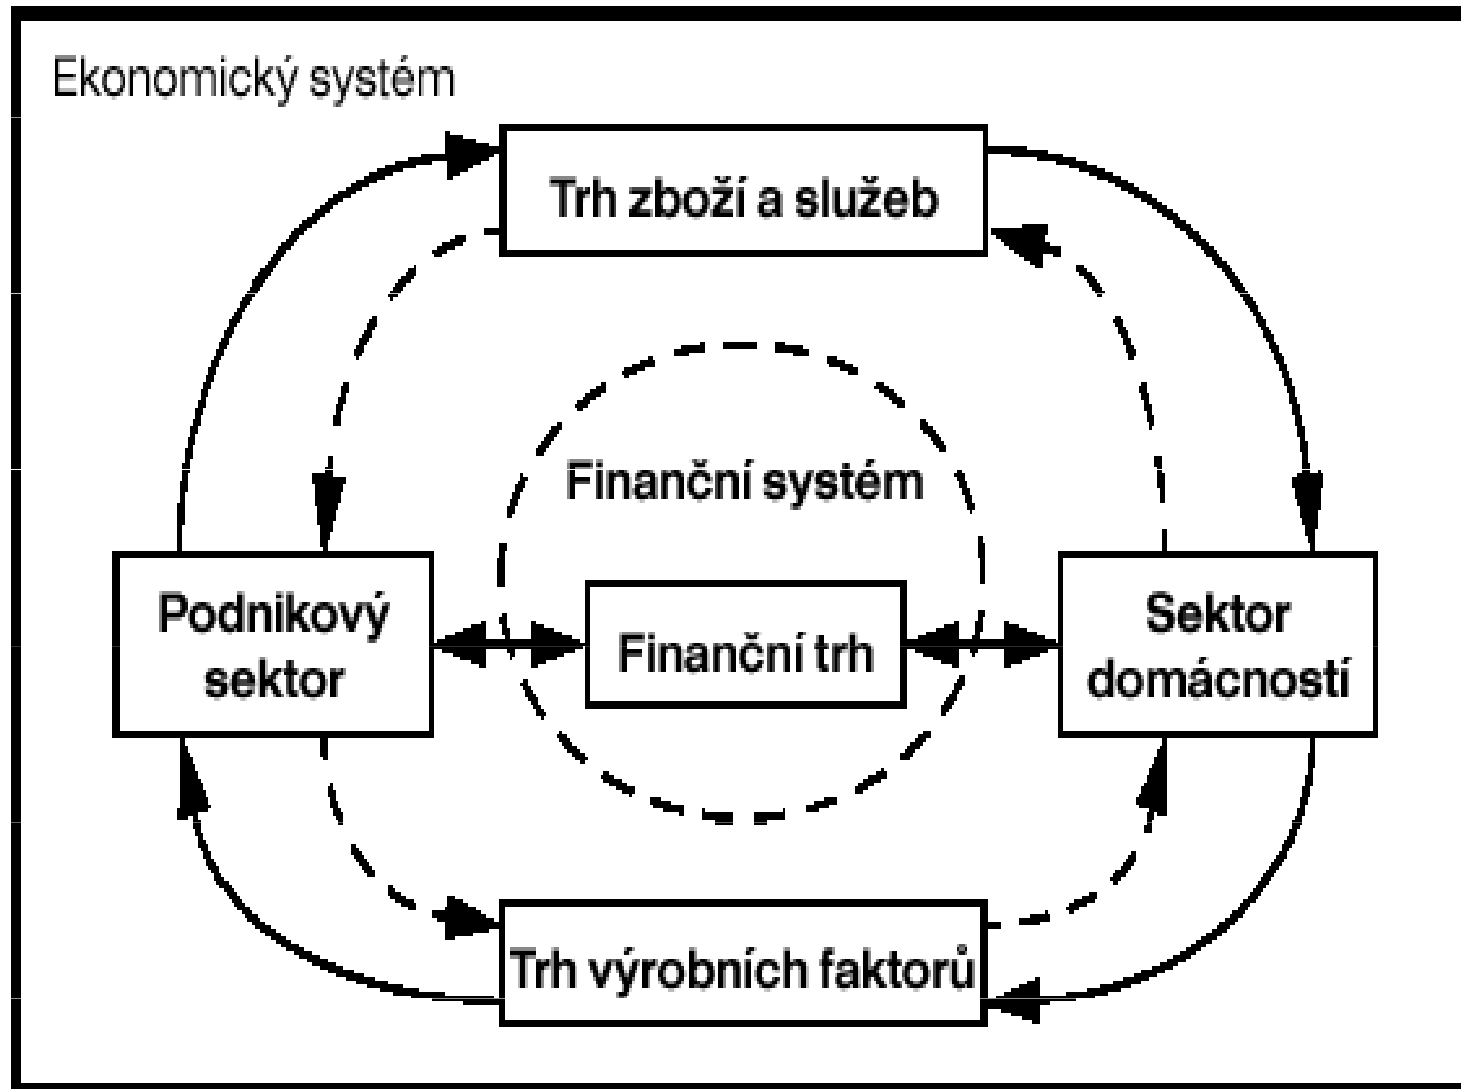 Ekonomický systém
Trh zboží a služeb
Finanční systém
Podnikový
sektor
Finanční trh
Sektor
domácností
Trh výrobních faktorů